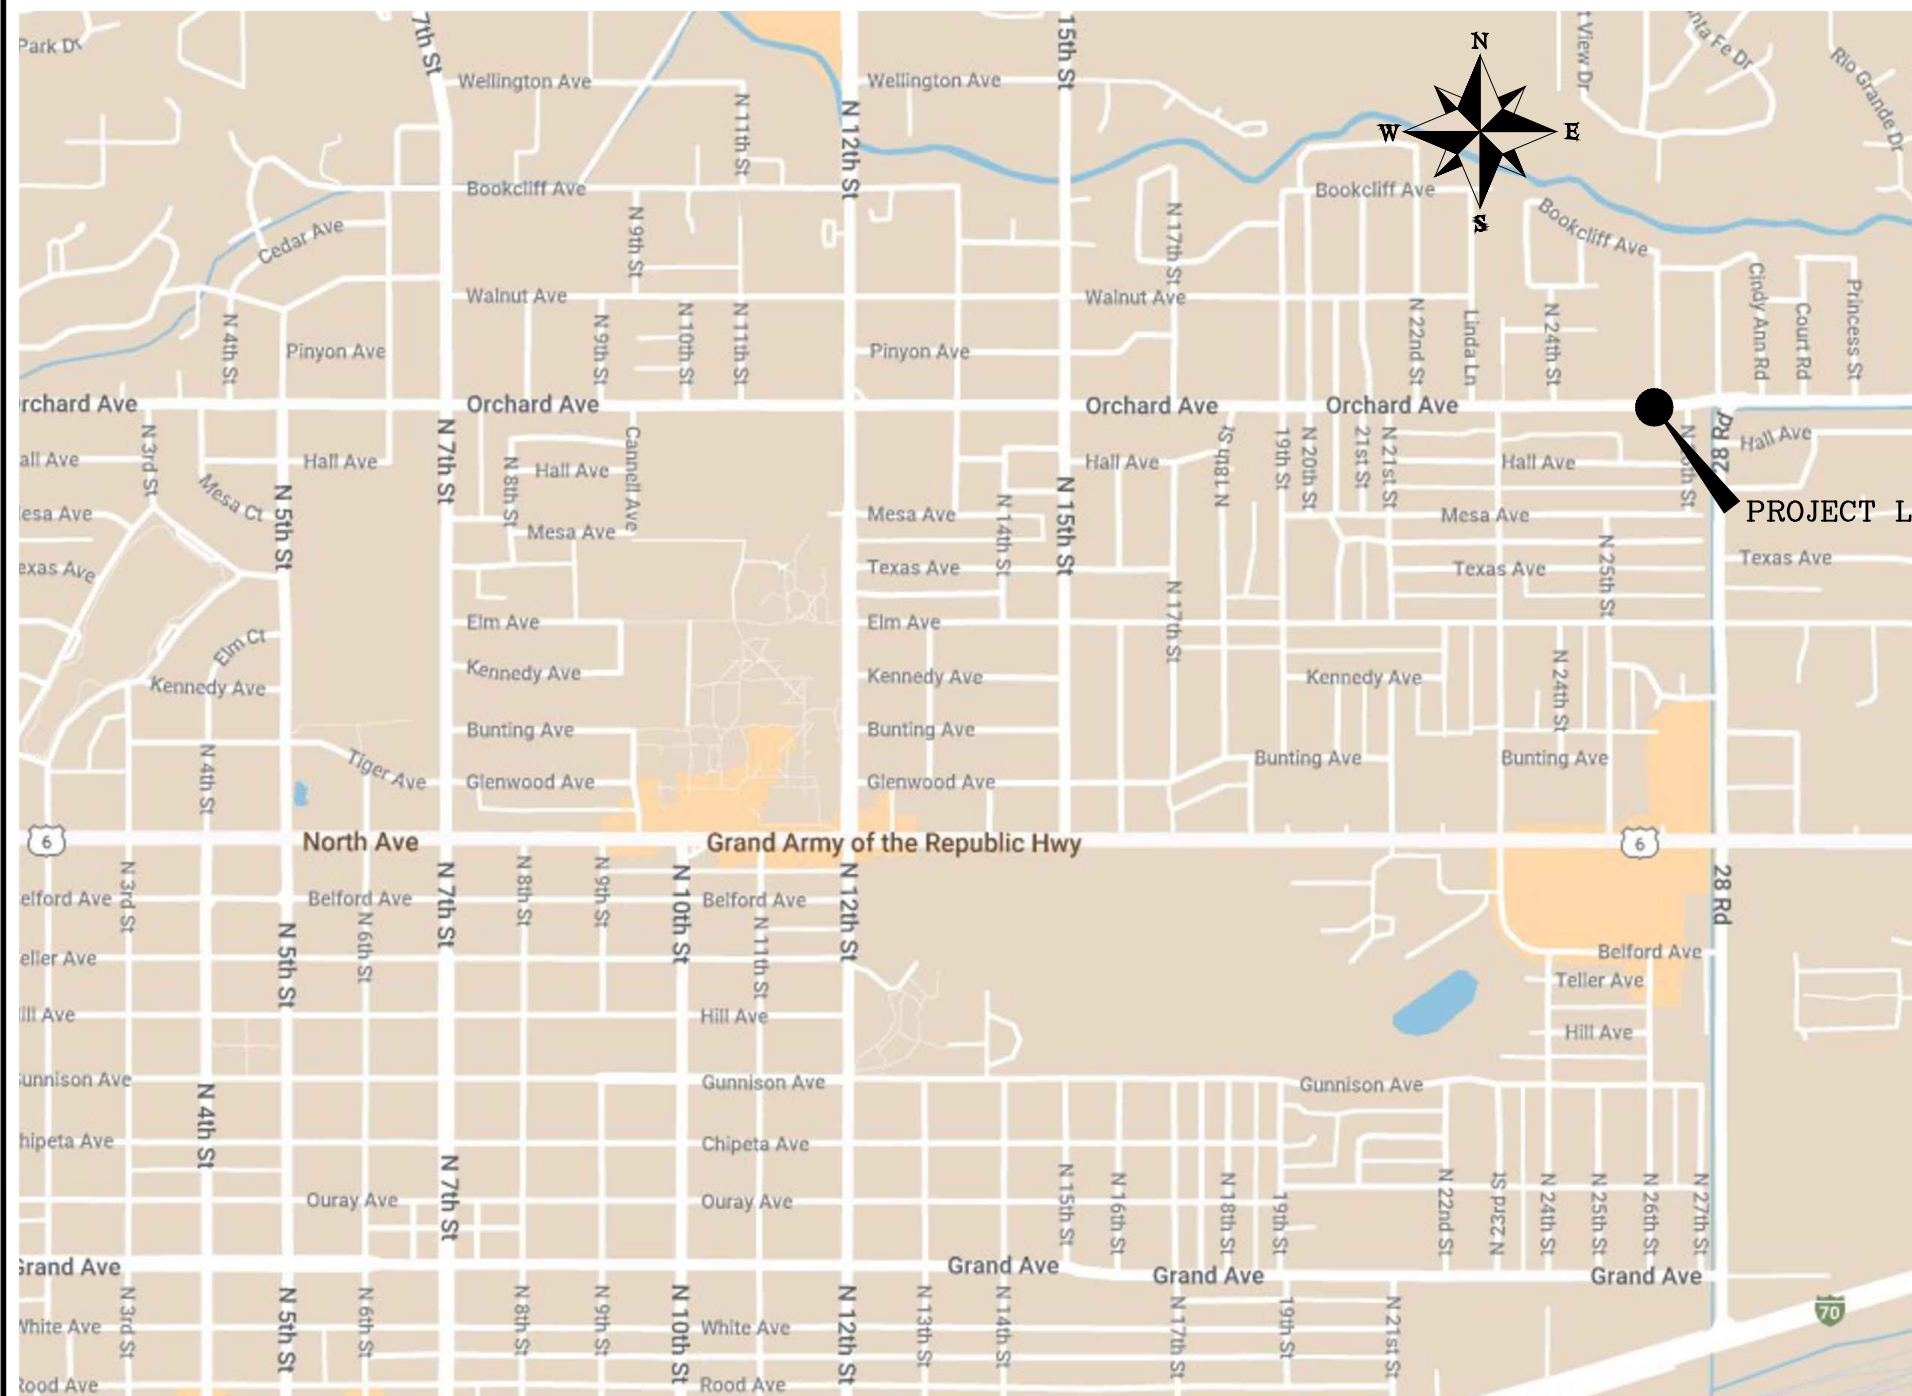 Park Dr
7th St
Wellington Ave
Wellington Ave
15th St
N
t View Dr
nta Fe Dr
Rio Grande Dr
N 11th St
N 12th St
W
E
S
Bookcliff Ave
Bookcliff Ave
Bookcliff Ave
Cedar Ave
N 9th St
N 17th St
Walnut Ave
Walnut Ave
Cindy Ann Rd
Court Rd
Princess St
N 4th St
Pinyon Ave
N 9th St
N 10th St
N 11th St
Pinyon Ave
N 22nd St
Linda Ln
N 24th St
rchard Ave
Orchard Ave
Orchard Ave
Orchard Ave
N 3rd St
N 7th St
Cannell Ave
N 18th St
19th St
N 20th St
21st St
N 21st St
28 Rd
Hall Ave
all Ave
Hall Ave
N 8th St
Hall Ave
Hall Ave
Hall Ave
Mesa Ct
N 5th St
N 15th St
N 14th St
PROJECT L
esa Ave
Mesa Ave
Mesa Ave
Mesa Ave
N 25th St
exas Ave
Texas Ave
Texas Ave
Texas Ave
N 17th St
Elm Ct
Elm Ave
Elm Ave
Kennedy Ave
Kennedy Ave
Kennedy Ave
Kennedy Ave
N 24th St
Bunting Ave
Bunting Ave
Bunting Ave
Bunting Ave
N 4th St
Tiger Ave
Glenwood Ave
Glenwood Ave
6
North Ave
Grand Army of the Republic Hwy
6
N 3rd St
N 7th St
N 8th St
N 9th St
N 10th St
N 12th St
28 Rd
elford Ave
Belford Ave
Belford Ave
N 5th St
N 6th St
N 11th St
Belford Ave
eller Ave
Teller Ave
ill Ave
Hill Ave
Hill Ave
unnison Ave
Gunnison Ave
Gunnison Ave
N 4th St
hipeta Ave
Chipeta Ave
N 7th St
N 15th St
N 16th St
N 18th St
19th St
N 22nd St
N 23rd St
N 24th St
N 25th St
N 26th St
N 27th St
Ouray Ave
Ouray Ave
Grand Ave
Grand Ave
Grand Ave
Grand Ave
N 3rd St
N 5th St
N 6th St
N 8th St
N 9th St
N 10th St
N 12th St
N 13th St
N 14th St
N 17th St
19th St
N 21st St
70
White Ave
White Ave
Rood Ave
Rood Ave